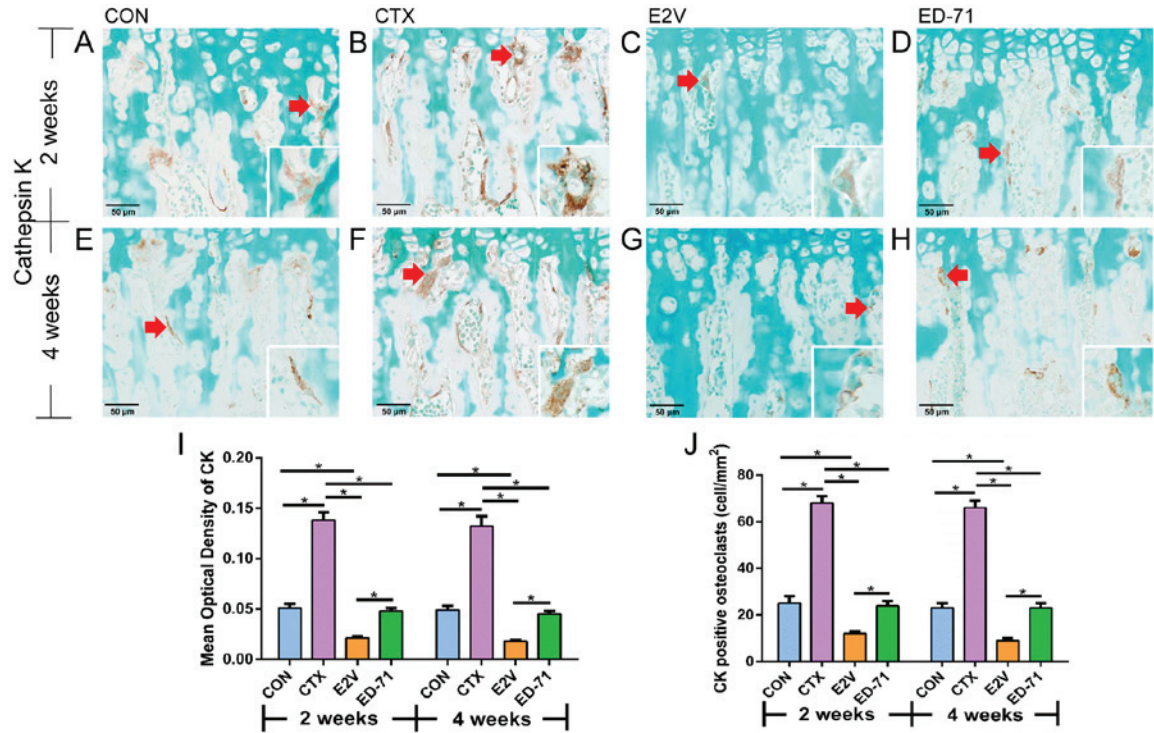 CON CTX E2V ED-71
A B C D
Cathepsin K
2 weeks
50 μm 50 μm 50 μm 50 μm
E F G H
4 weeks
50 μm 50 μm 50 μm 50 μm
I
Mean Optical Density of CK
0.20
0.15
0.10
0.05
0.00
* * * * * * * * * *
CON CTX E2V ED-71 CON CTX E2V ED-71
2 weeks 4 weeks
J
CK positive osteoclasts (cell/mm²)
80
60
40
20
0
* * * * * * * * * *
CON CTX E2V ED-71 CON CTX E2V ED-71
2 weeks 4 weeks